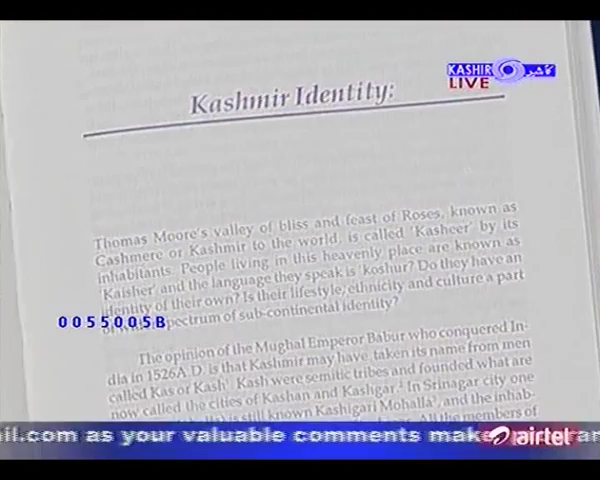 KASHIR كٲشُر
LIVE
Kashmir Identity:
Thomas Moore's valley of bliss and feast of Roses, known as
Cashmere or Kashmir to the world, is called 'Kasheer' by its
inhabitants. People living in this heavenly place are known as
'Kaisher' and the language they speak is 'koshur? Do they have an
identity of their own? Is their lifestyle, ethnicity and culture a part
spectrum of sub-continental identity?
0055005B
The opinion of the Mughal Emperor Babur who conquered In-
dia in 1526A.D. is that Kashmir may have taken its name from men
called Kas or Kash'. Kash were semitic tribes and founded what are
now called the cities of Kashan and Kashgar.¹ In Srinagar city one
is still known Kashigari Mohalla', and the inhab-
All the members of
ail.com as your valuable comments make
airtel